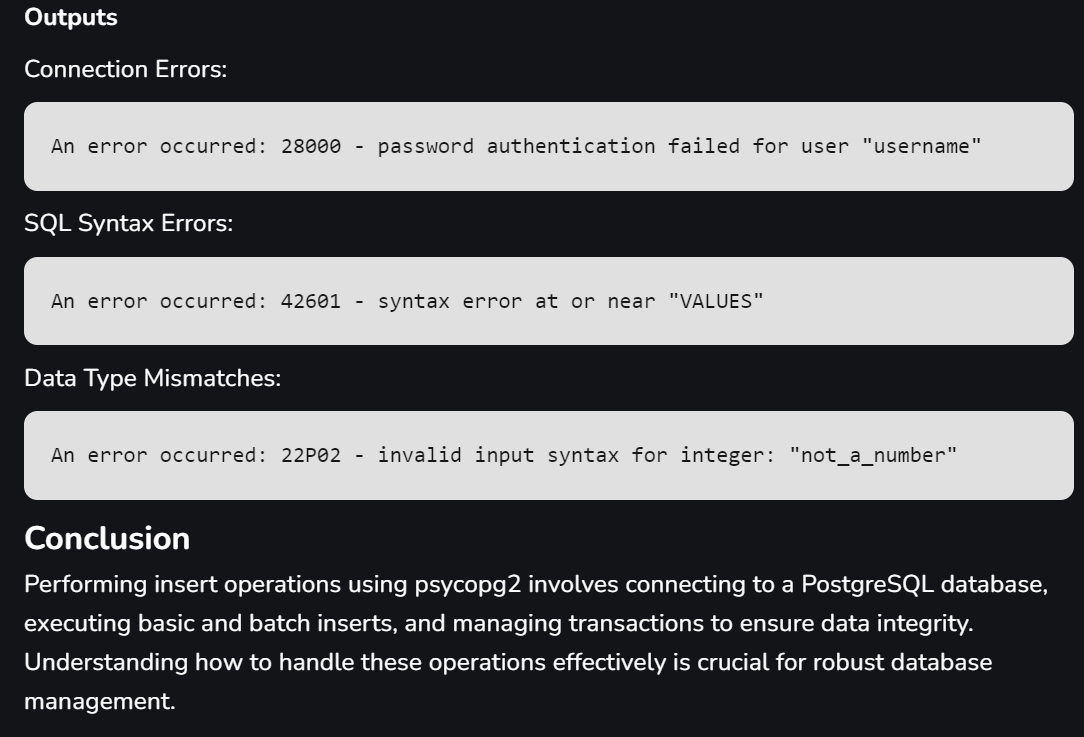 Outputs
Connection Errors:
An error occurred: 28000 - password authentication failed for user "username"
SQL Syntax Errors:
An error occurred: 42601 - syntax error at or near "VALUES"
Data Type Mismatches:
An error occurred: 22P02 - invalid input syntax for integer: "not_a_number"
Conclusion
Performing insert operations using psycopg2 involves connecting to a PostgreSQL database,
executing basic and batch inserts, and managing transactions to ensure data integrity.
Understanding how to handle these operations effectively is crucial for robust database
management.